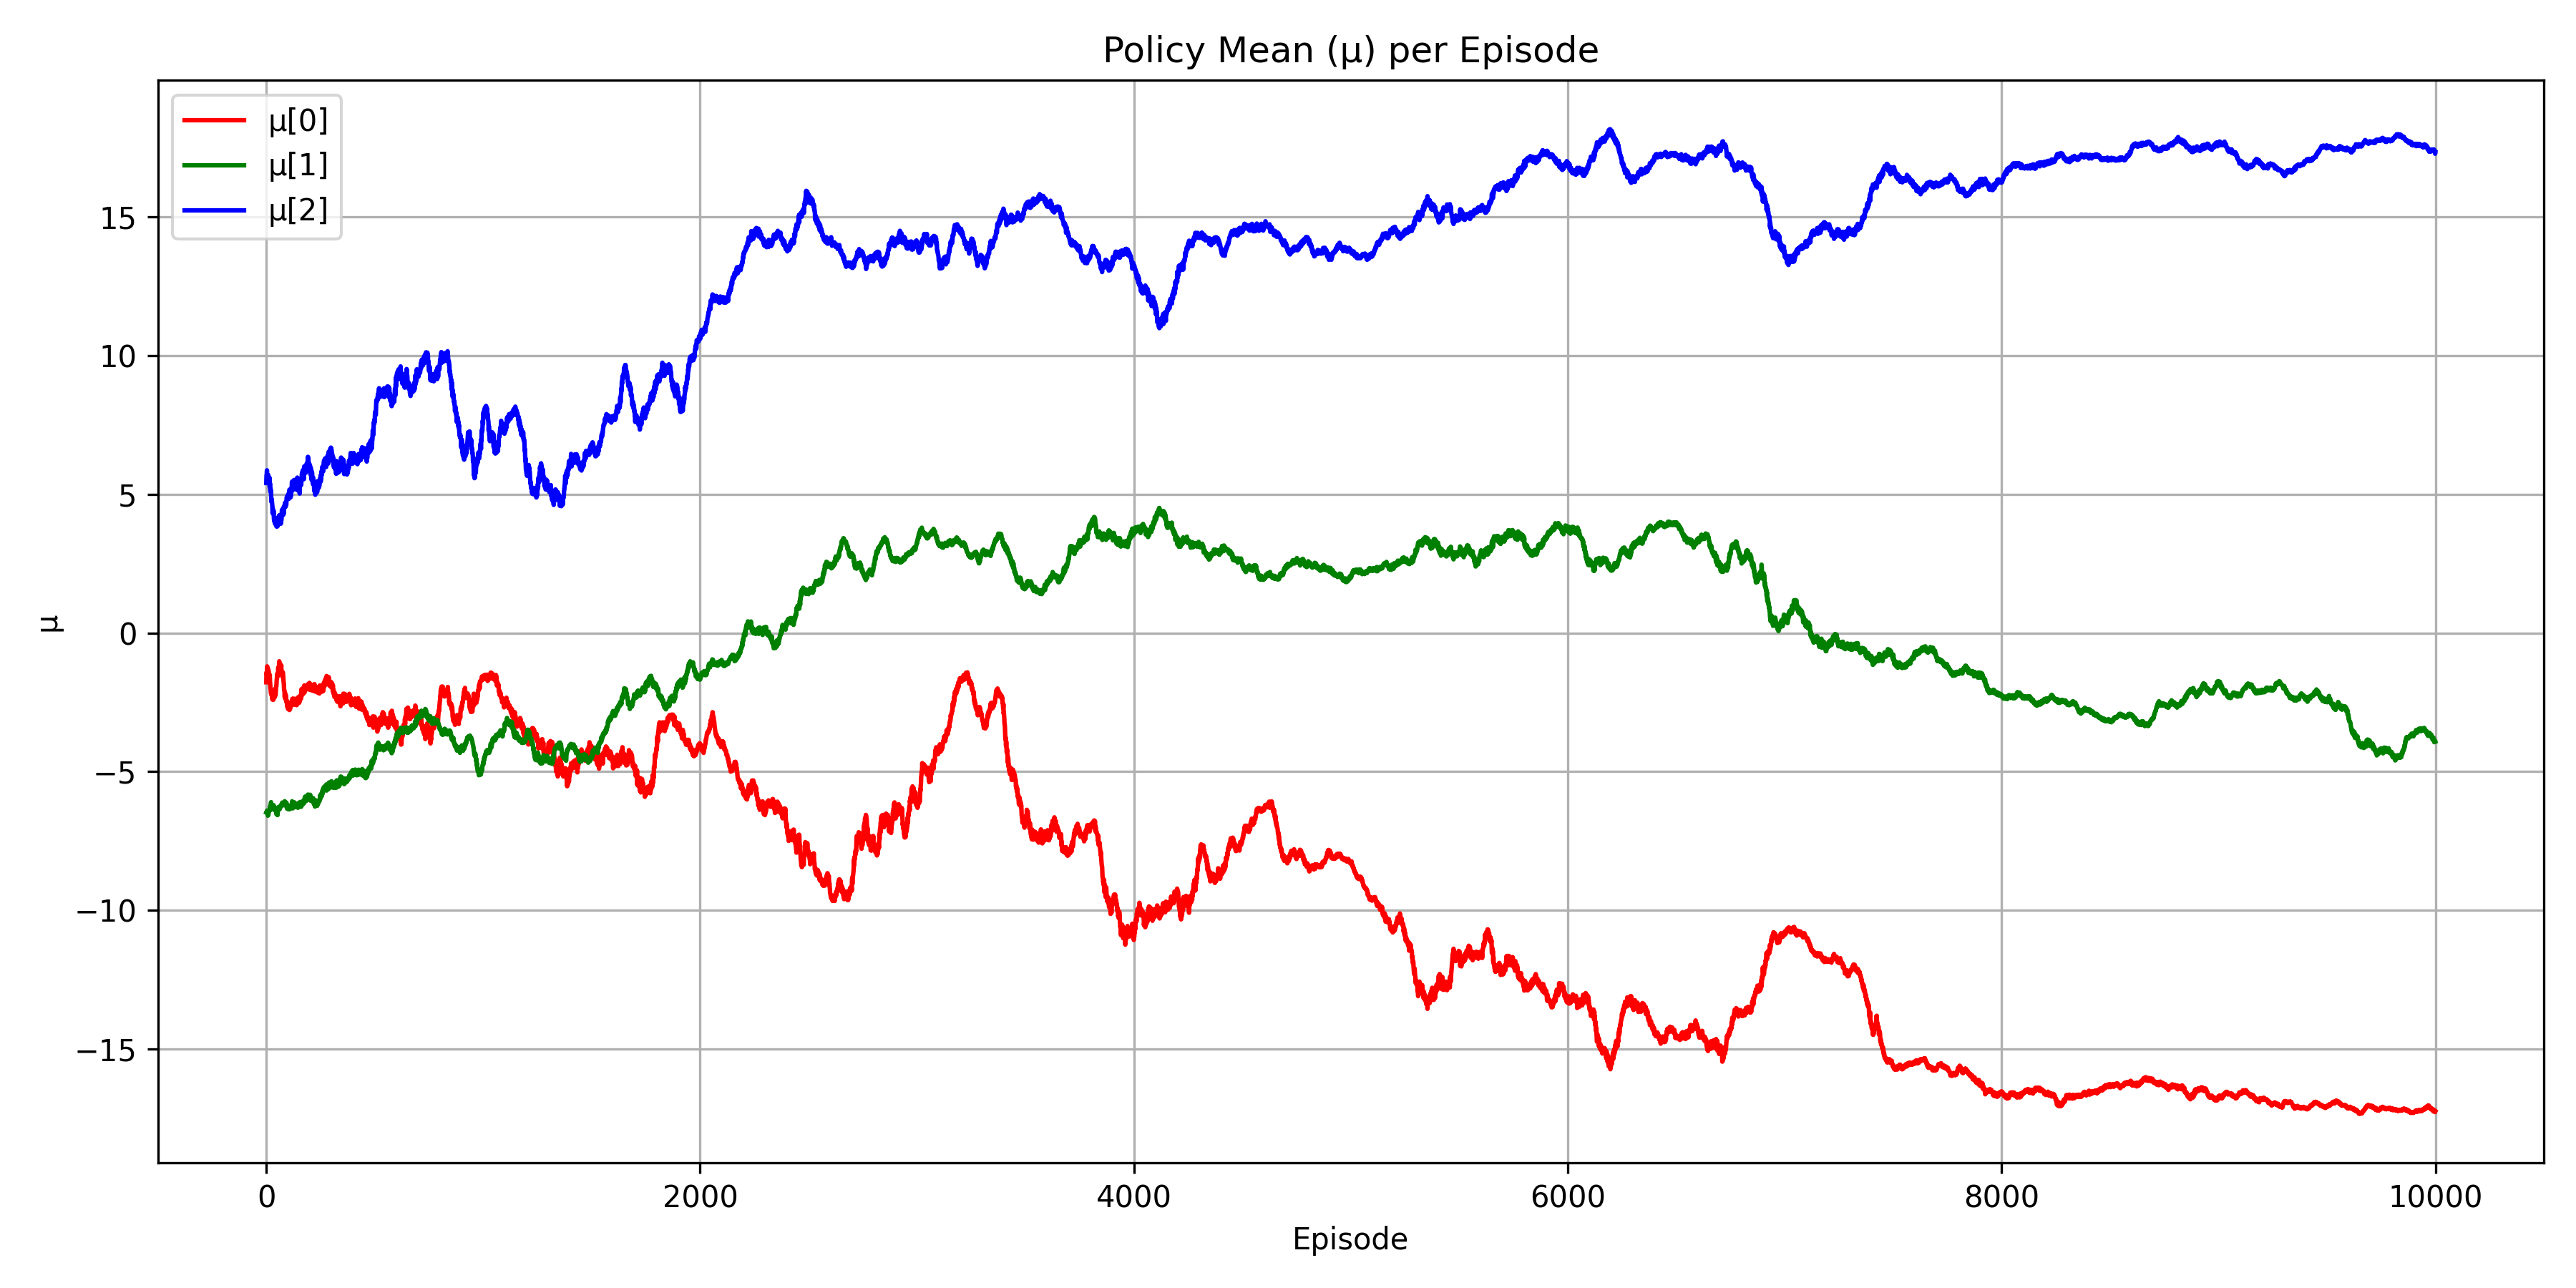 Policy Mean (μ) per Episode
μ[0]
μ[1]
μ[2]
15
10
5
0
−5
−10
−15
μ
0 2000 4000 6000 8000 10000
Episode